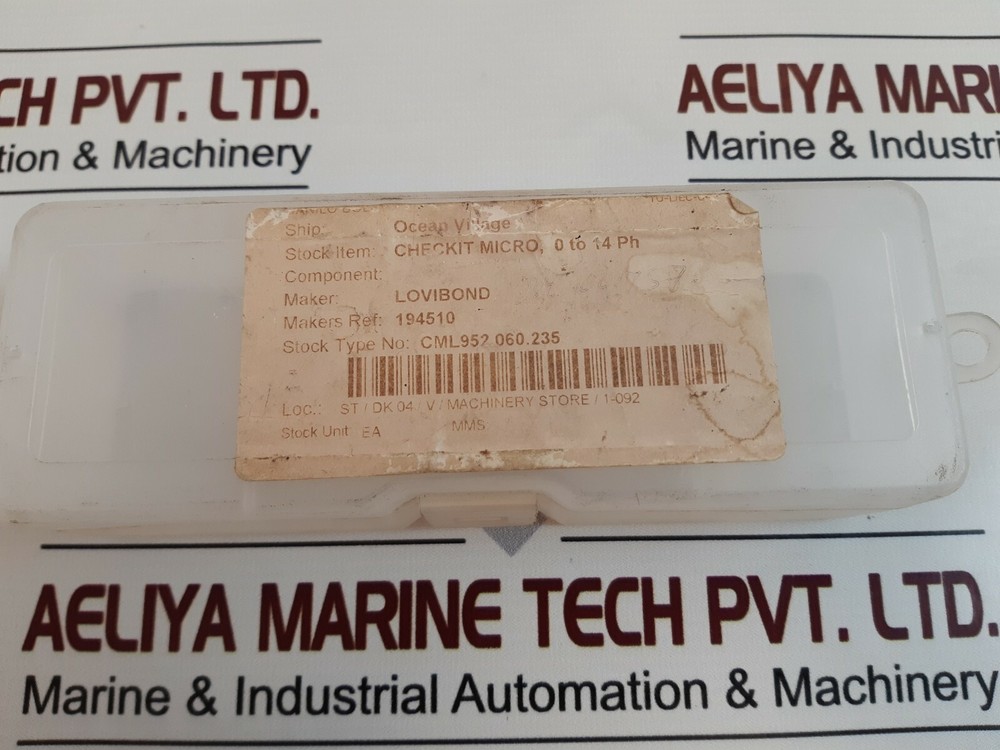 CH PVT. LTD.
tion & Machinery
AELIYA MARI
Marine & Industri
Ship: Ocean Village
Stock Item: CHECKIT MICRO, 0 to 14 Ph
Component:
Maker: LOVIBOND
Makers Ref: 194510
Stock Type No: CML952 060.235
Loc.: ST / DK 04 / V / MACHINERY STORE / 1-092
Stock Unit: EA MMS
AELIYA MARINE TECH PVT. LTD.
Marine & Industrial Automation & Machinery